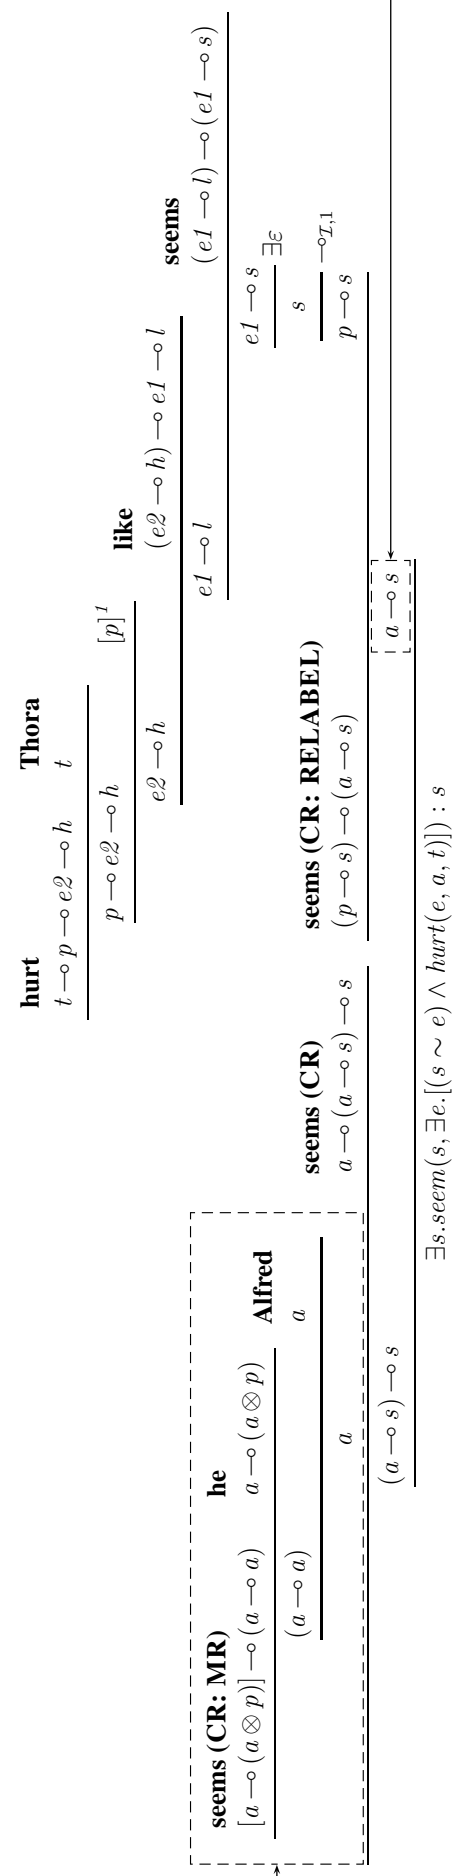 hurt Thora
t ⊸ p ⊸ e2 ⊸ h t
p ⊸ e2 ⊸ h [p]¹ like
e2 ⊸ h (e2 ⊸ h) ⊸ e1 ⊸ l seems
e1 ⊸ l (e1 ⊸ l) ⊸ (e1 ⊸ s)
e1 ⊸ s ∃ε
s ⊸ℐ,1
p ⊸ s
seems (CR: MR) he
[a ⊸ (a ⊗ p)] ⊸ (a ⊸ a) a ⊸ (a ⊗ p) Alfred
(a ⊸ a) a
a
seems (CR)
a ⊸ (a ⊸ s) ⊸ s
seems (CR: RELABEL)
(p ⊸ s) ⊸ (a ⊸ s)
(a ⊸ s) ⊸ s a ⊸ s
∃s.seem(s, ∃e.[(s ∼ e) ∧ hurt(e, a, t)]) : s